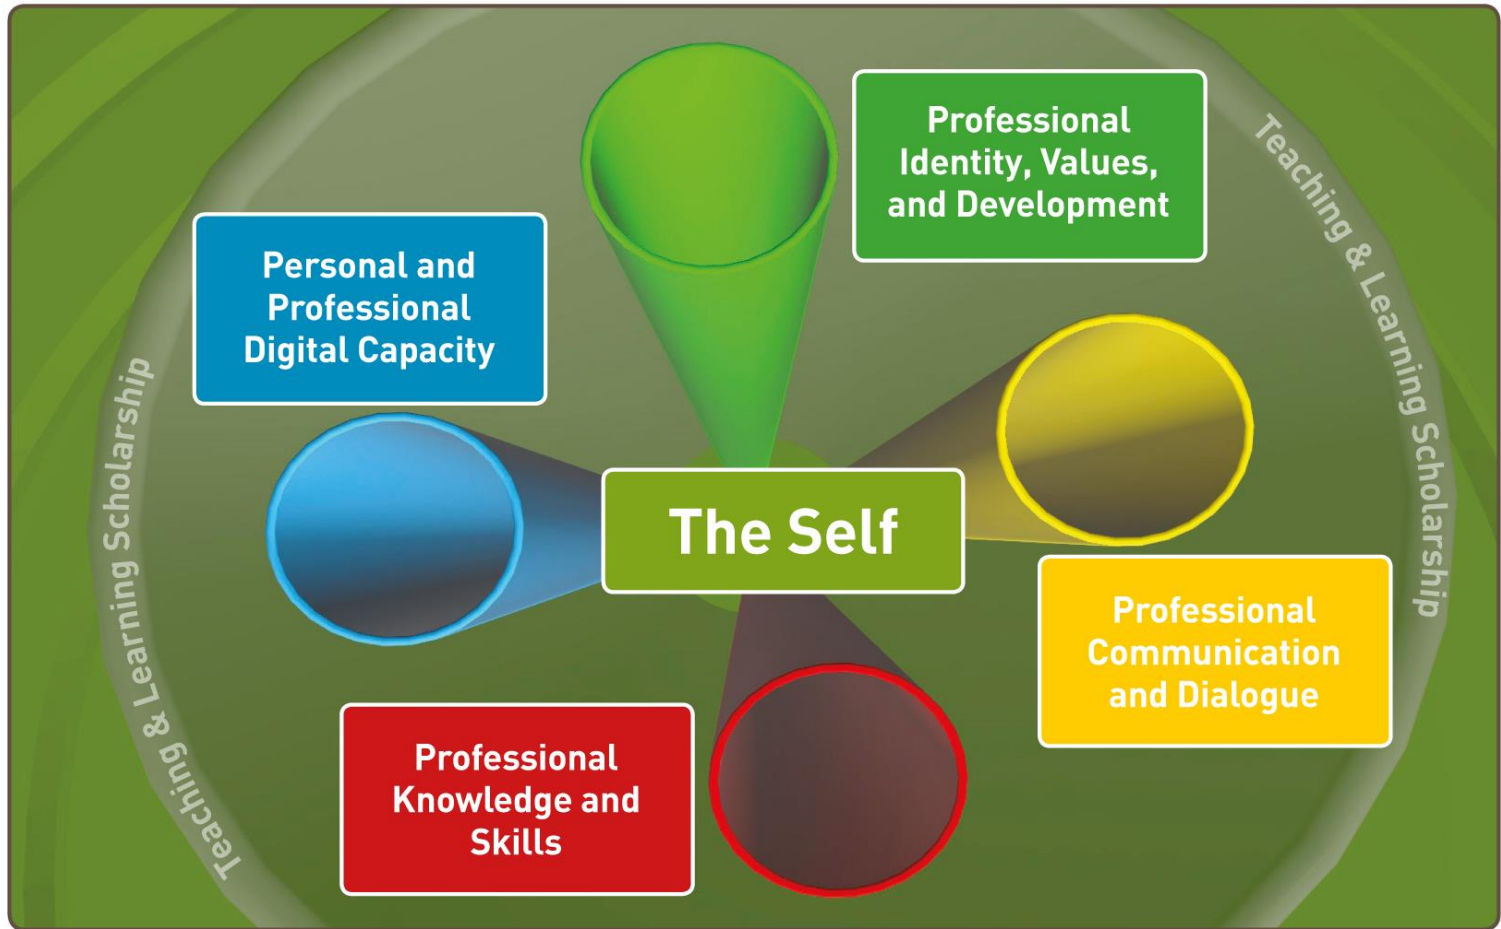 Professional
Identity, Values,
and Development
Personal and
Professional
Digital Capacity
The Self
Professional
Communication
and Dialogue
Professional
Knowledge and
Skills
Teaching & Learning Scholarship
Teaching & Learning Scholarship